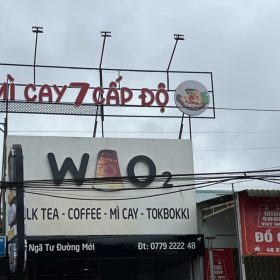 MÌ CAY 7 CẤP ĐỘ
WO2
LK TEA - COFFEE - MÌ CAY - TOKBOKKI
Ngã Tư Đường Mới
Đt: 0779 2222 48
ĐỒ C